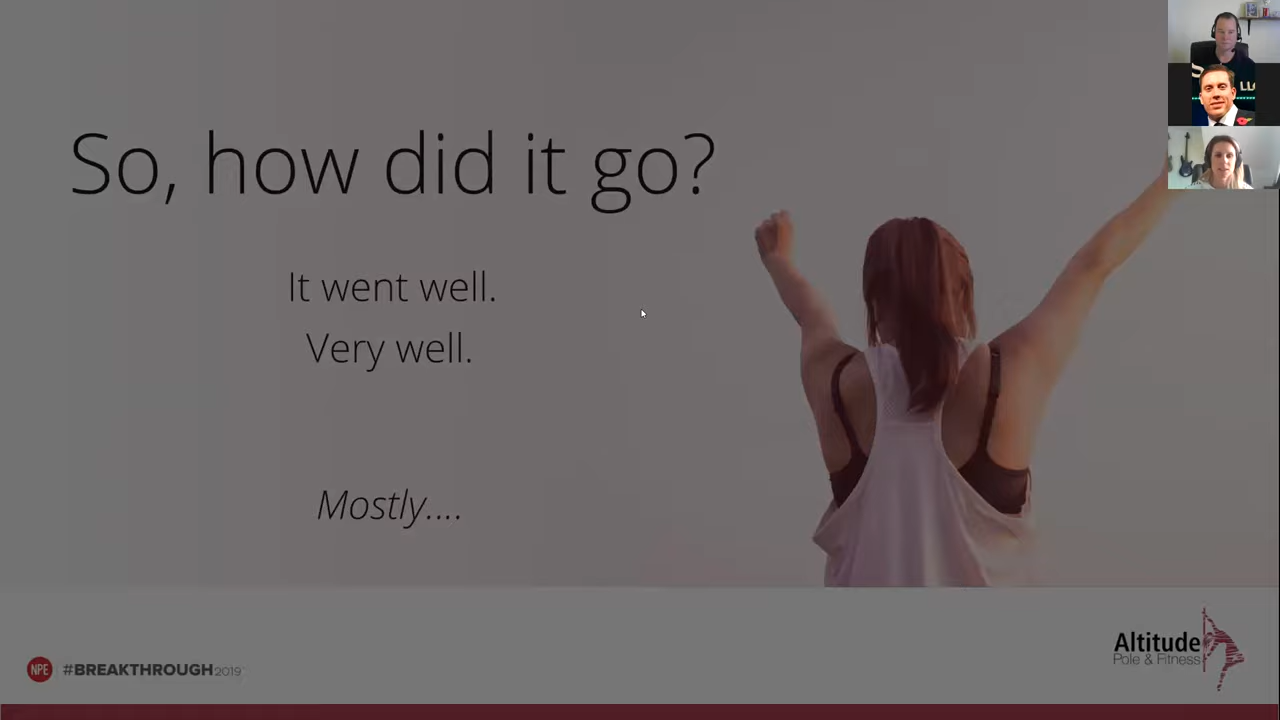 So, how did it go?
It went well.
Very well.
Mostly....
NPE #BREAKTHROUGH2019
Altitude
Pole & Fitness